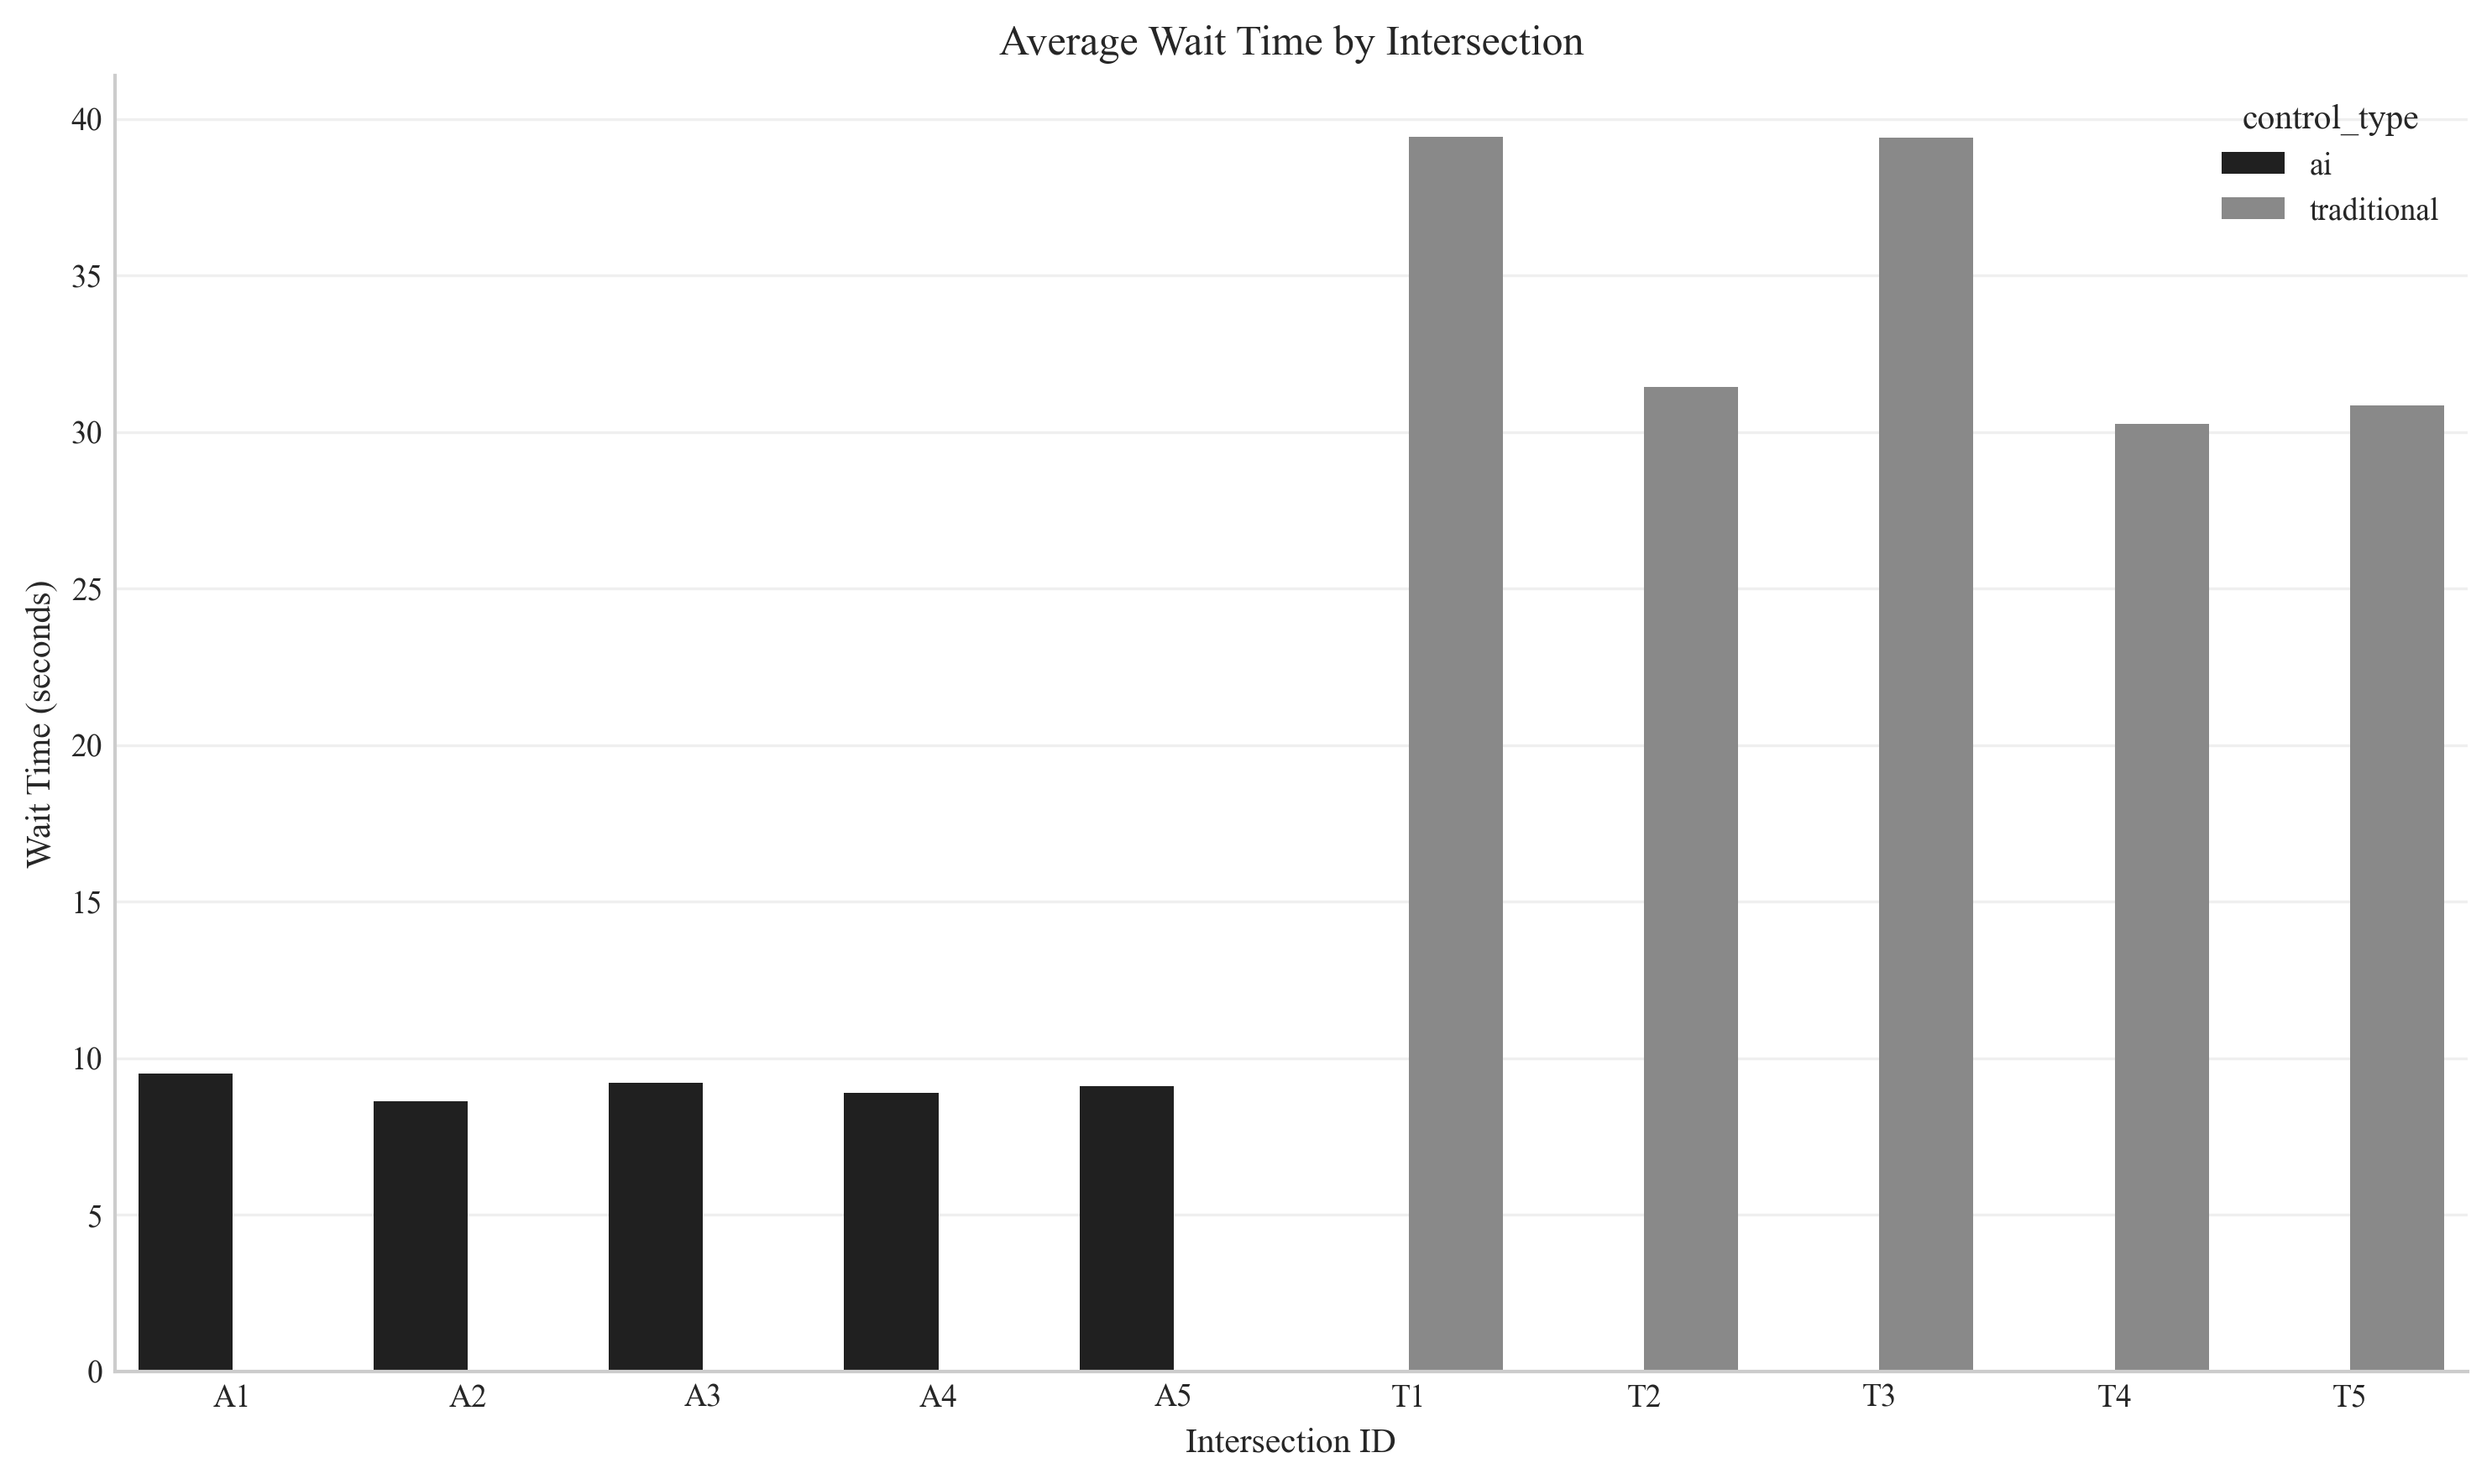 Average Wait Time by Intersection
control_type
ai
traditional
Wait Time (seconds)
40
35
30
25
20
15
10
5
0
A1 A2 A3 A4 A5 T1 T2 T3 T4 T5
Intersection ID